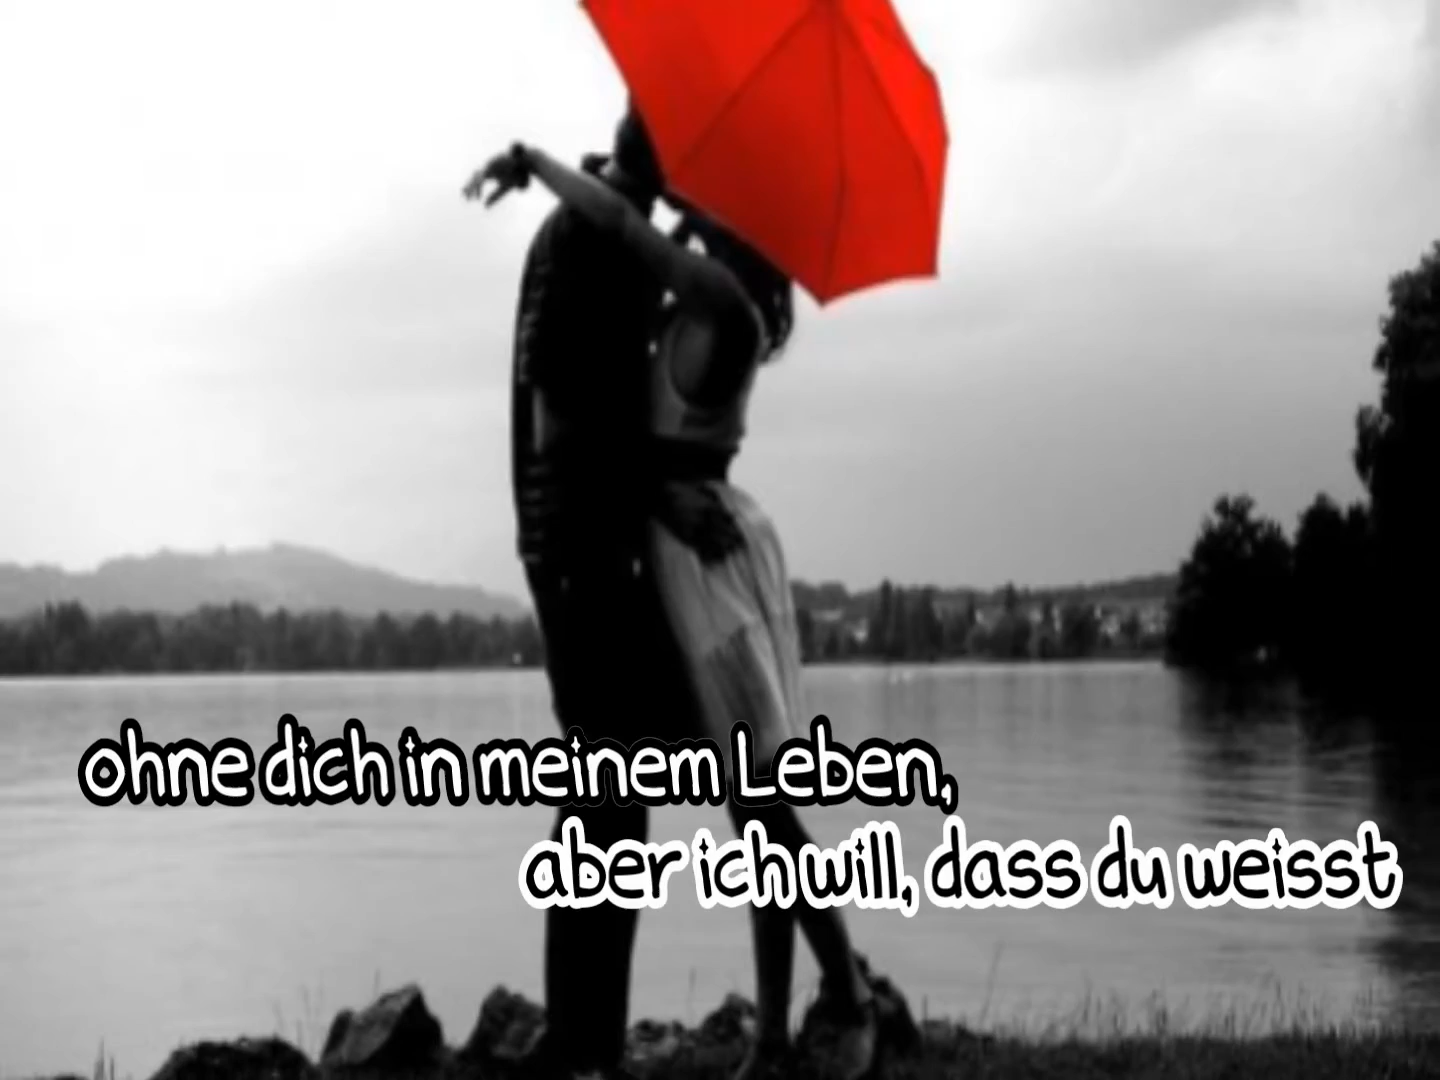 ohne dich in meinem Leben,
aber ich will, dass du weisst